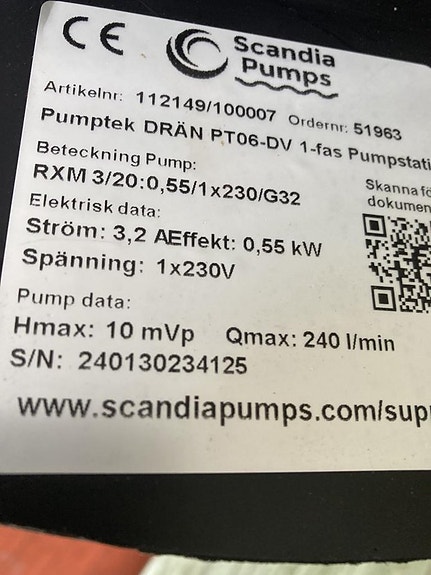 CE
Scandia
Pumps
Artikelnr: 112149/100007 Ordernr: 51963
Pumptek DRÄN PT06-DV 1-fas Pumpstati
Beteckning Pump:
RXM 3/20:0,55/1x230/G32
Skanna fö
dokumen
Elektrisk data:
Ström: 3,2 AEffekt: 0,55 kW
Spänning: 1x230V
Pump data:
Hmax: 10 mVp Qmax: 240 l/min
S/N: 240130234125
www.scandiapumps.com/sup